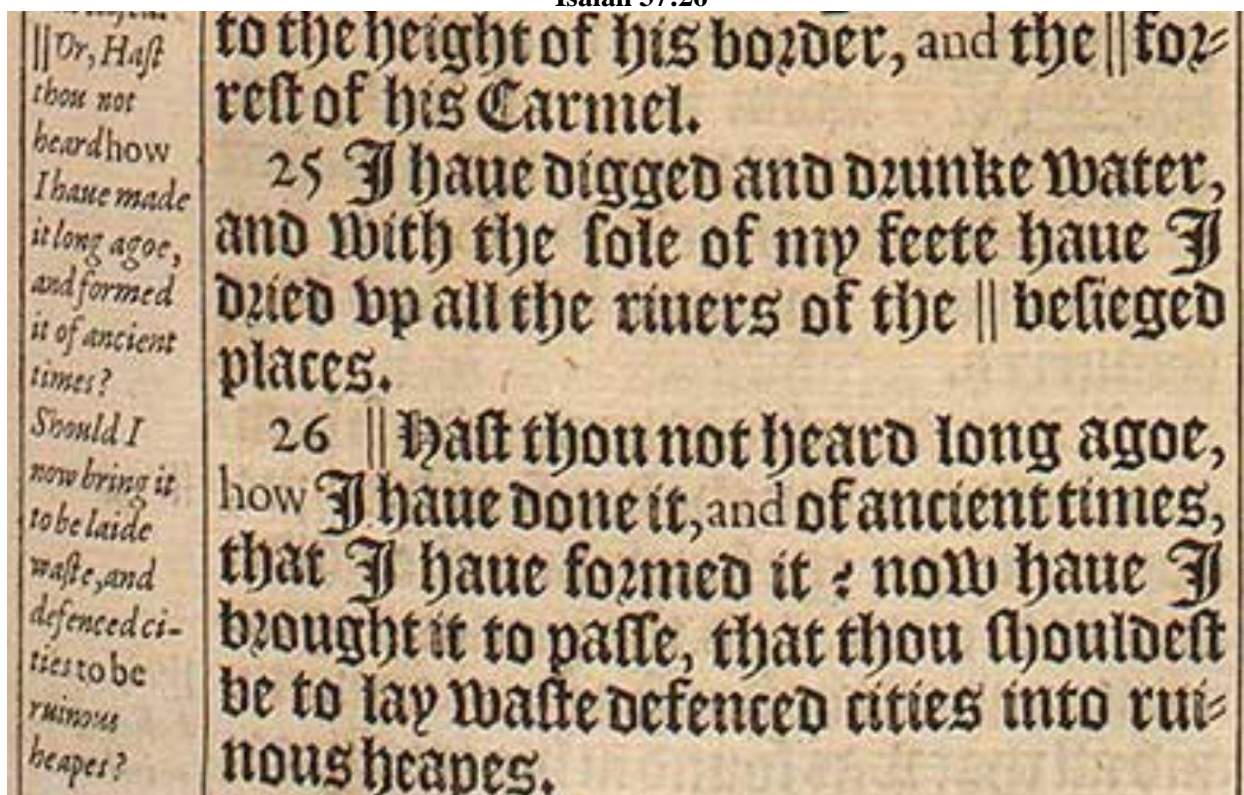 Isaiah 37:26
||Or, Haſt
thou not
heard how
I haue made
it long agoe,
and formed
it of ancient
times?
Should I
now bring it
to be laide
waſte, and
defenced ci-
ties to be
ruinous
heapes?
to the height of his border, and the || for-
reſt of his Carmel.
25 I haue digged and drunke water,
and with the ſole of my feete haue I
dried vp all the riuers of the || beſieged
places.
26 || Haſt thou not heard long agoe,
how I haue done it, and of ancient times,
that I haue formed it ? now haue I
brought it to paſſe, that thou ſhouldeſt
be to lay waſte defenced cities into rui-
nous heapes.